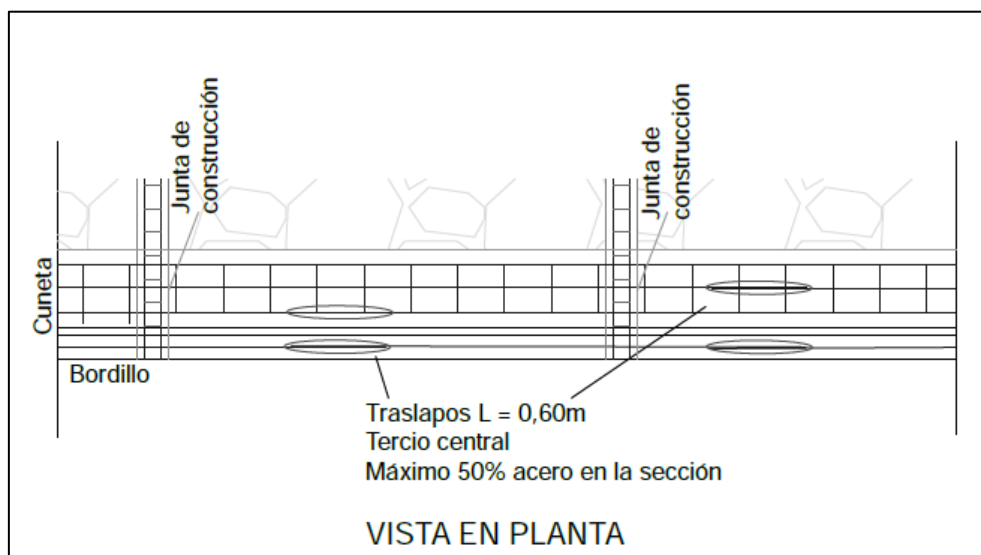 Junta de
construcción
Junta de
construcción
Cuneta
Bordillo
Traslapos L = 0,60m
Tercio central
Máximo 50% acero en la sección
VISTA EN PLANTA